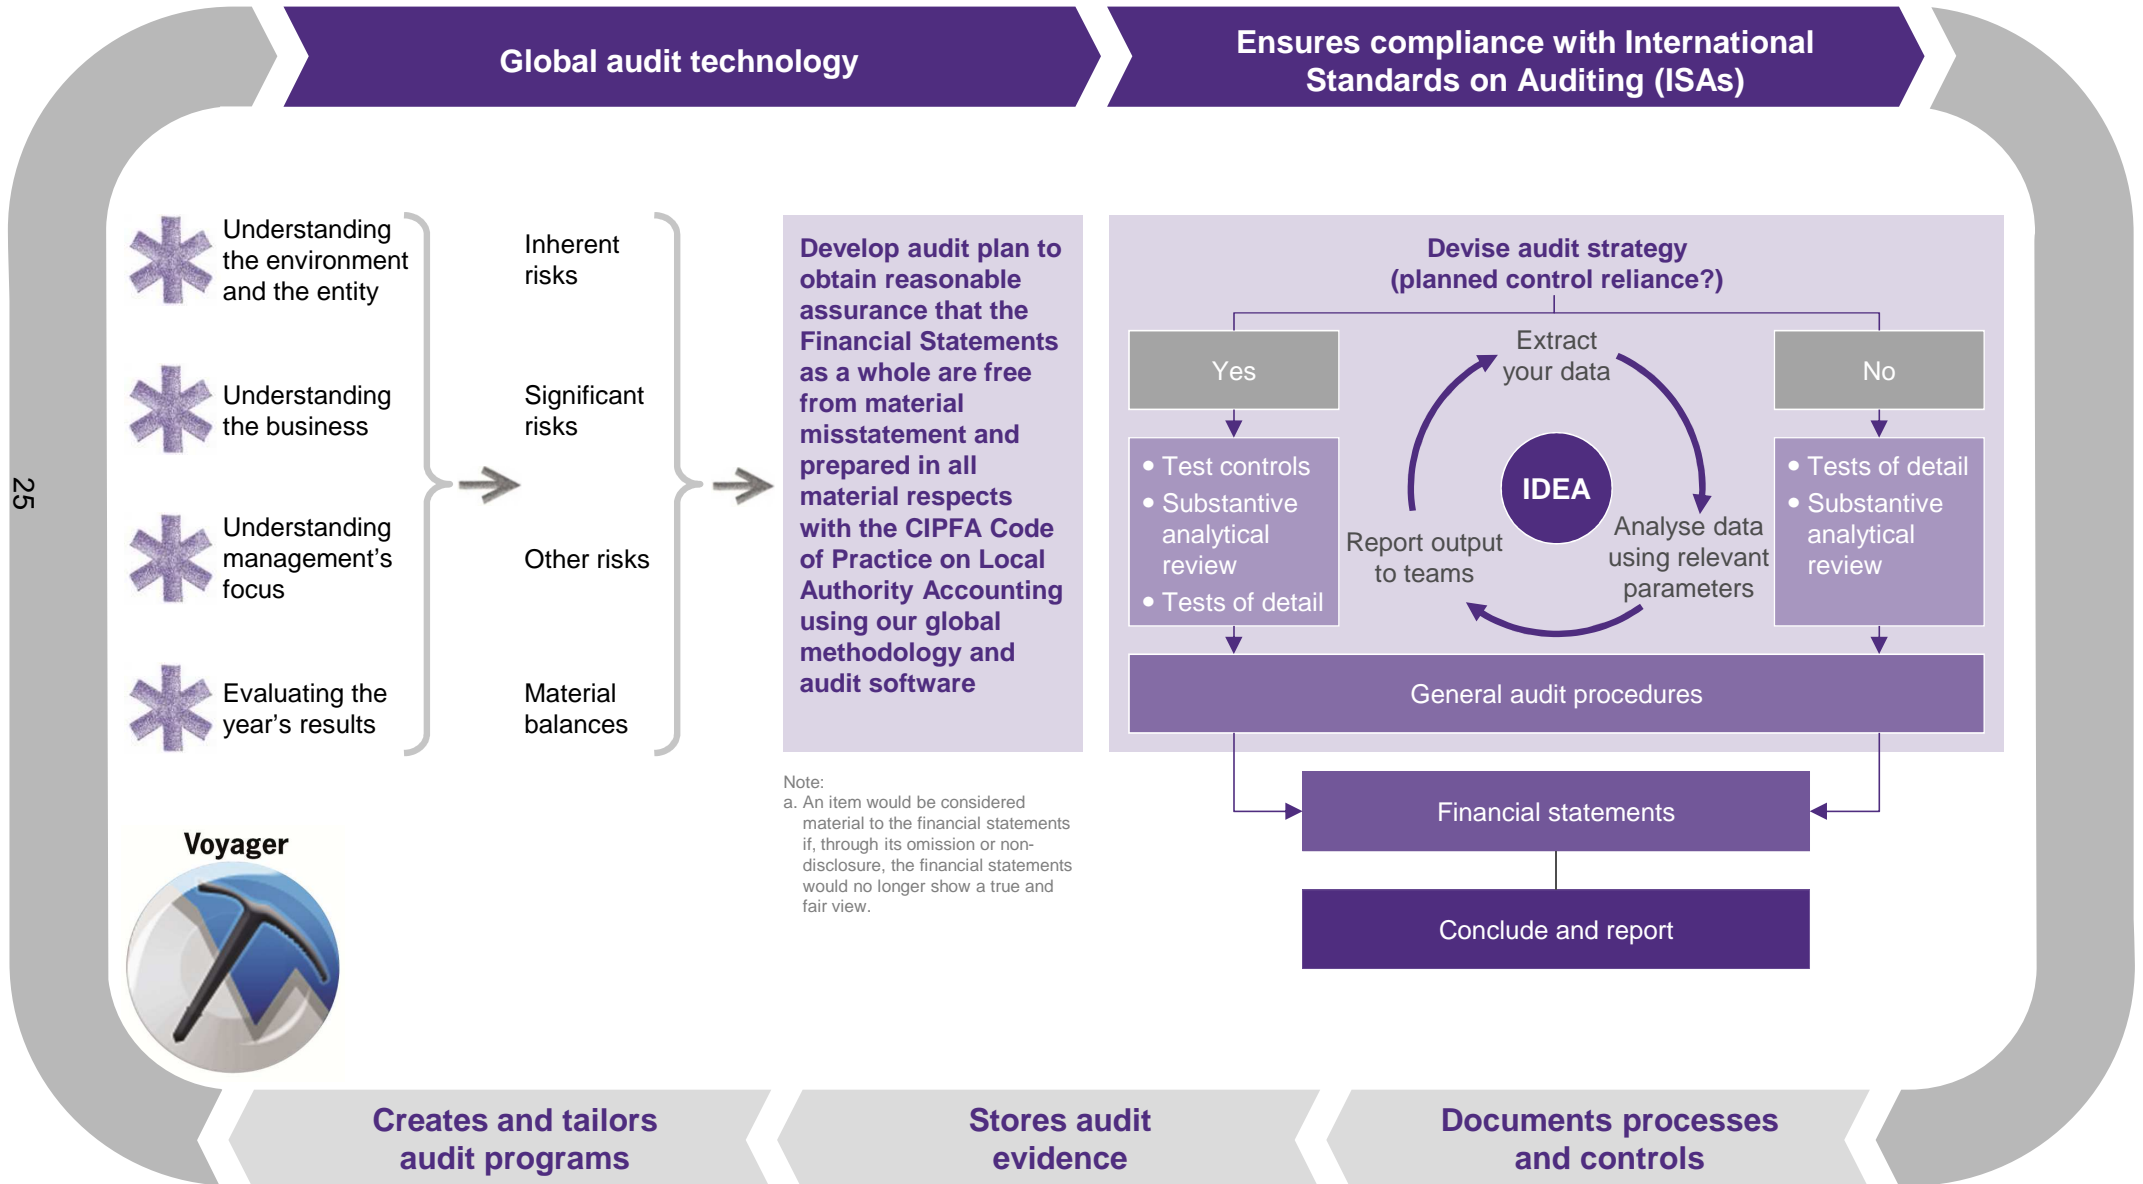 Global audit technology
Ensures compliance with International
Standards on Auditing (ISAs)
Understanding
the environment
and the entity
Understanding
the business
Understanding
management’s
focus
Evaluating the
year’s results
Inherent
risks
Significant
risks
Other risks
Material
balances
Develop audit plan to
obtain reasonable
assurance that the
Financial Statements
as a whole are free
from material
misstatement and
prepared in all
material respects
with the CIPFA Code
of Practice on Local
Authority Accounting
using our global
methodology and
audit software
Note:
a. An item would be considered
material to the financial statements
if, through its omission or non-
disclosure, the financial statements
would no longer show a true and
fair view.
Devise audit strategy
(planned control reliance?)
Yes
• Test controls
• Substantive
analytical
review
• Tests of detail
Extract
your data
IDEA
Analyse data
using relevant
parameters
Report output
to teams
No
• Tests of detail
• Substantive
analytical
review
General audit procedures
Financial statements
Conclude and report
Voyager
Creates and tailors
audit programs
Stores audit
evidence
Documents processes
and controls
25